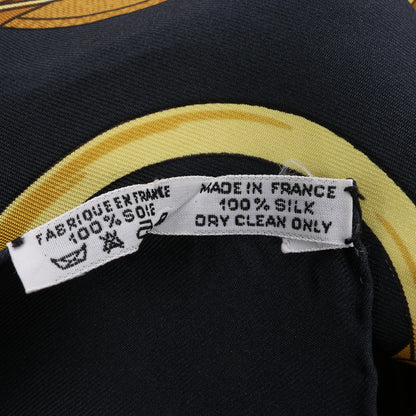 FABRIQUE EN FRANCE
100% SOIE
MADE IN FRANCE
100% SILK
DRY CLEAN ONLY